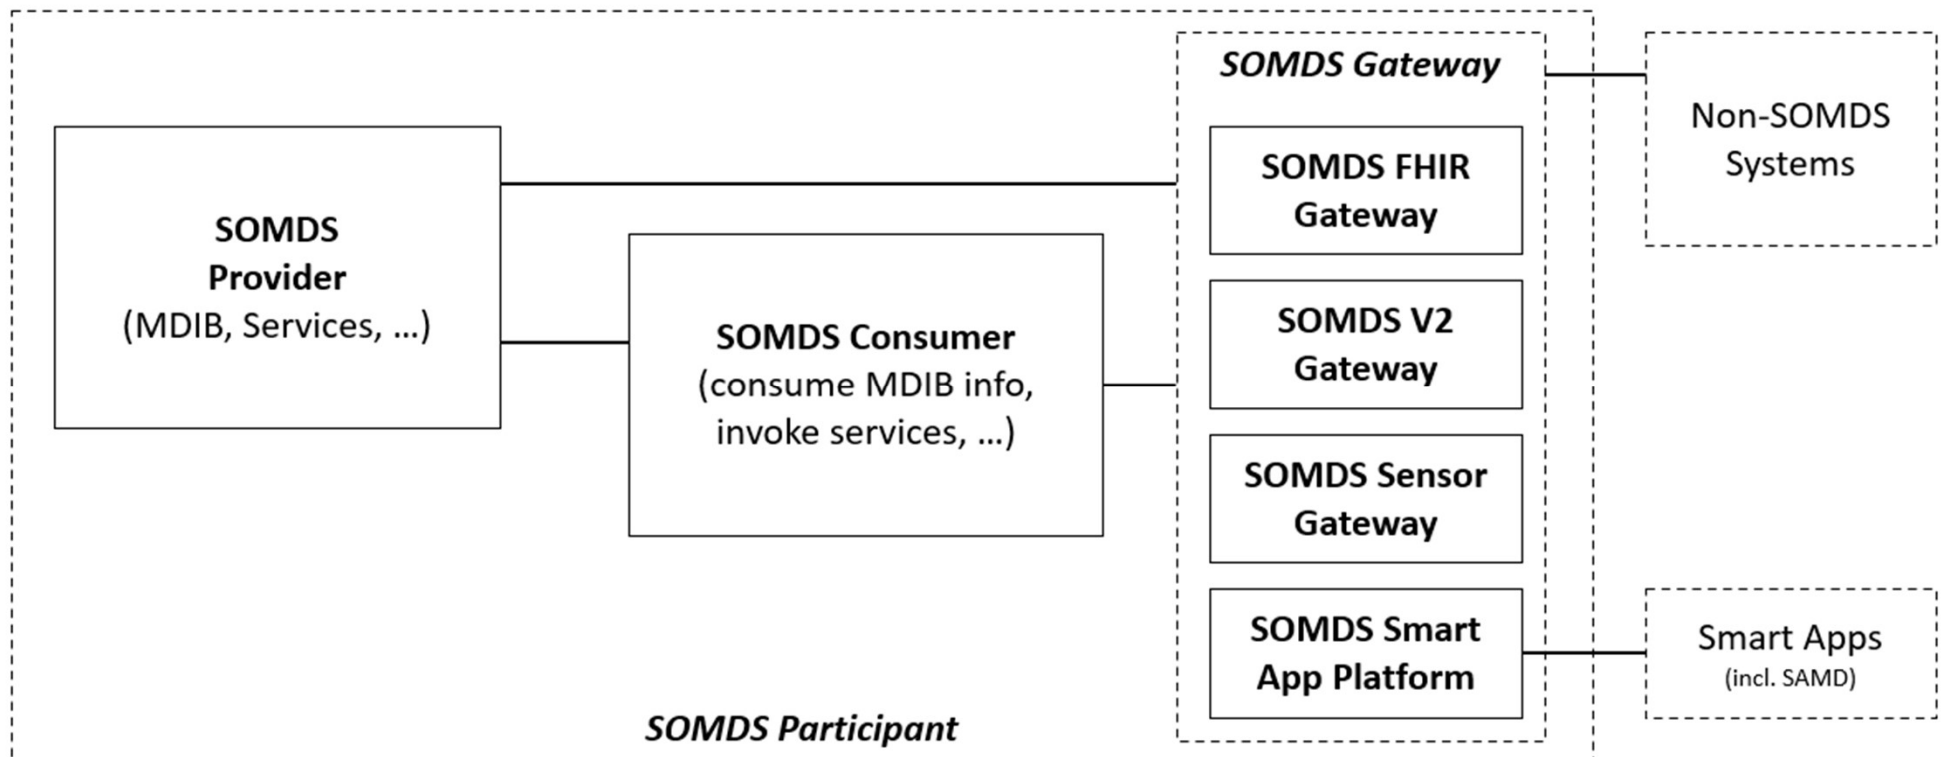 SOMDS Gateway
Non-SOMDS
Systems
SOMDS
Provider
(MDIB, Services, ...)
SOMDS Consumer
(consume MDIB info,
invoke services, ...)
SOMDS FHIR
Gateway
SOMDS V2
Gateway
SOMDS Sensor
Gateway
SOMDS Smart
App Platform
Smart Apps
(incl. SAMD)
SOMDS Participant